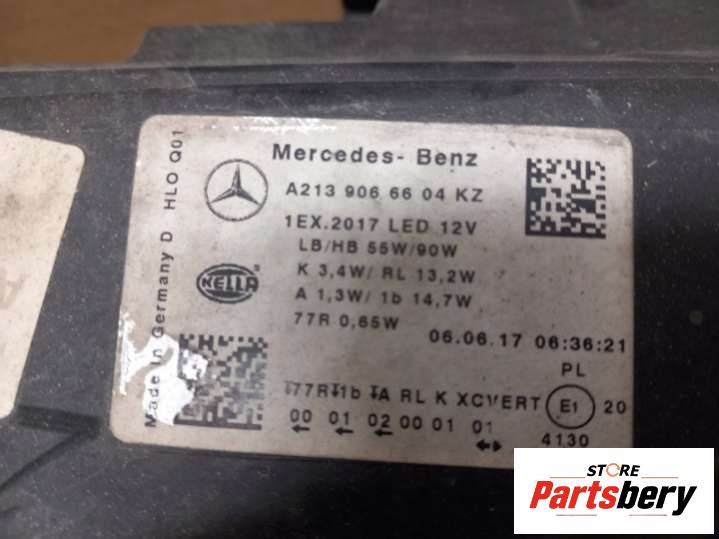 Mercedes-Benz
A213 906 66 04 KZ
1EX.2017 LED 12V
LB/HB 55W/90W
K 3,4W/ RL 13,2W
A 1,3W/ 1b 14,7W
77R 0,65W
06.06.17 06:36:21
PL
HELLA
Made in Germany D HLO Q01
77R 1b A RL K XCVERT E1 20
00 01 02 00 01 01
4130
STORE
Partsbery